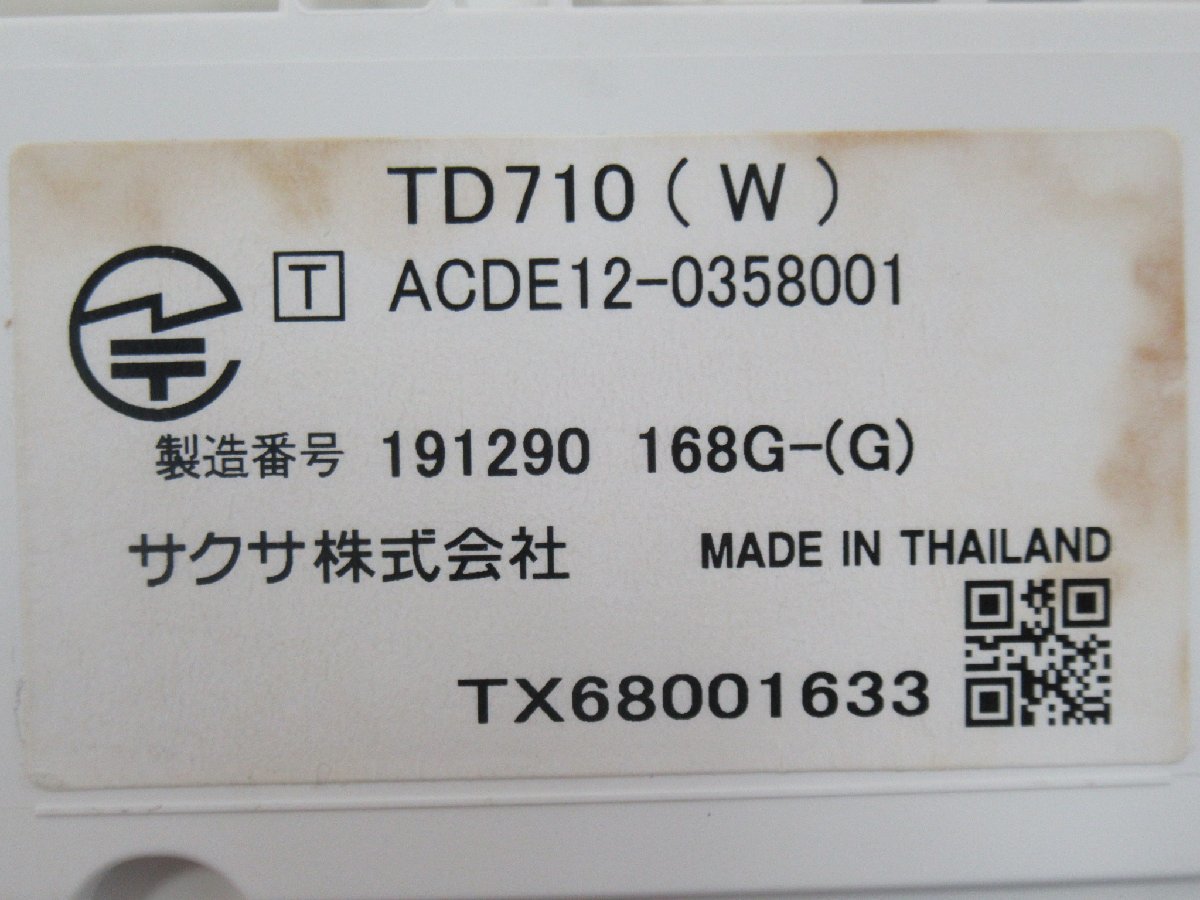 TD710 ( W )
T ACDE12-0358001
製造番号 191290 168G-(G)
サクサ株式会社 MADE IN THAILAND
TX68001633